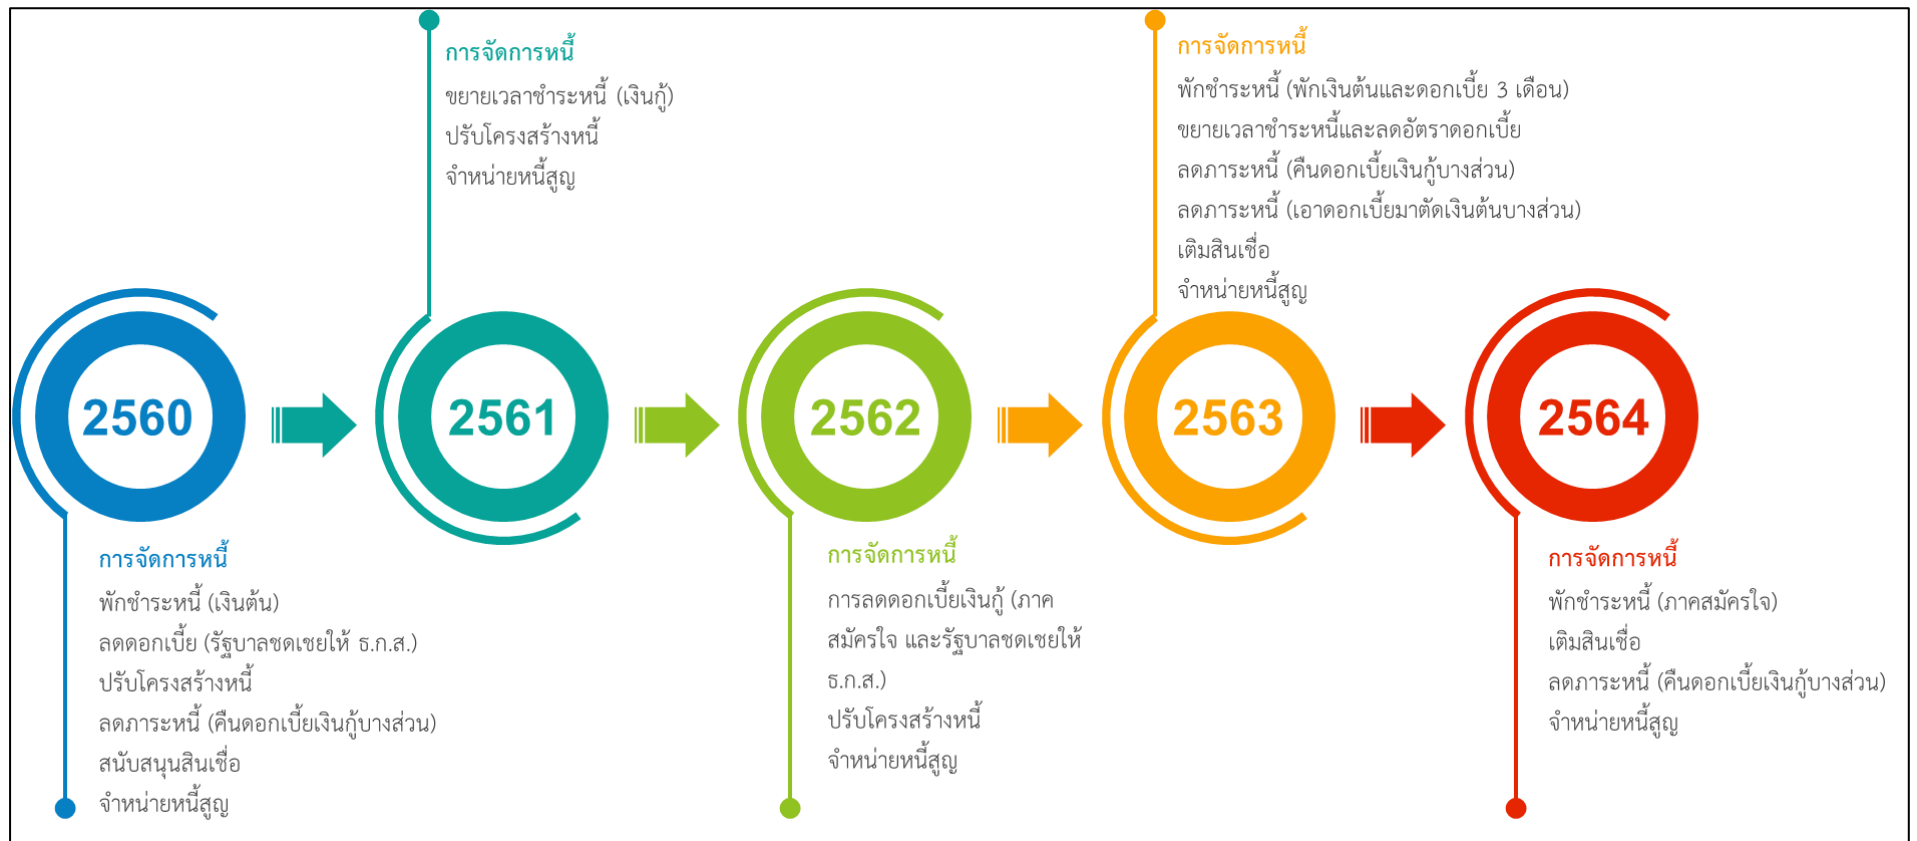 การจัดการหนี้
ขยายเวลาชำระหนี้ (เงินกู้)
ปรับโครงสร้างหนี้
จำหน่ายหนี้สูญ
การจัดการหนี้
พักชำระหนี้ (พักเงินต้นและดอกเบี้ย 3 เดือน)
ขยายเวลาชำระหนี้และลดอัตราดอกเบี้ย
ลดภาระหนี้ (คืนดอกเบี้ยเงินกู้บางส่วน)
ลดภาระหนี้ (เอาดอกเบี้ยมาตัดเงินต้นบางส่วน)
เติมสินเชื่อ
จำหน่ายหนี้สูญ
2560
2561
2562
2563
2564
การจัดการหนี้
พักชำระหนี้ (เงินต้น)
ลดดอกเบี้ย (รัฐบาลชดเชยให้ ธ.ก.ส.)
ปรับโครงสร้างหนี้
ลดภาระหนี้ (คืนดอกเบี้ยเงินกู้บางส่วน)
สนับสนุนสินเชื่อ
จำหน่ายหนี้สูญ
การจัดการหนี้
การลดดอกเบี้ยเงินกู้ (ภาค
สมัครใจ และรัฐบาลชดเชยให้
ธ.ก.ส.)
ปรับโครงสร้างหนี้
จำหน่ายหนี้สูญ
การจัดการหนี้
พักชำระหนี้ (ภาคสมัครใจ)
เติมสินเชื่อ
ลดภาระหนี้ (คืนดอกเบี้ยเงินกู้บางส่วน)
จำหน่ายหนี้สูญ